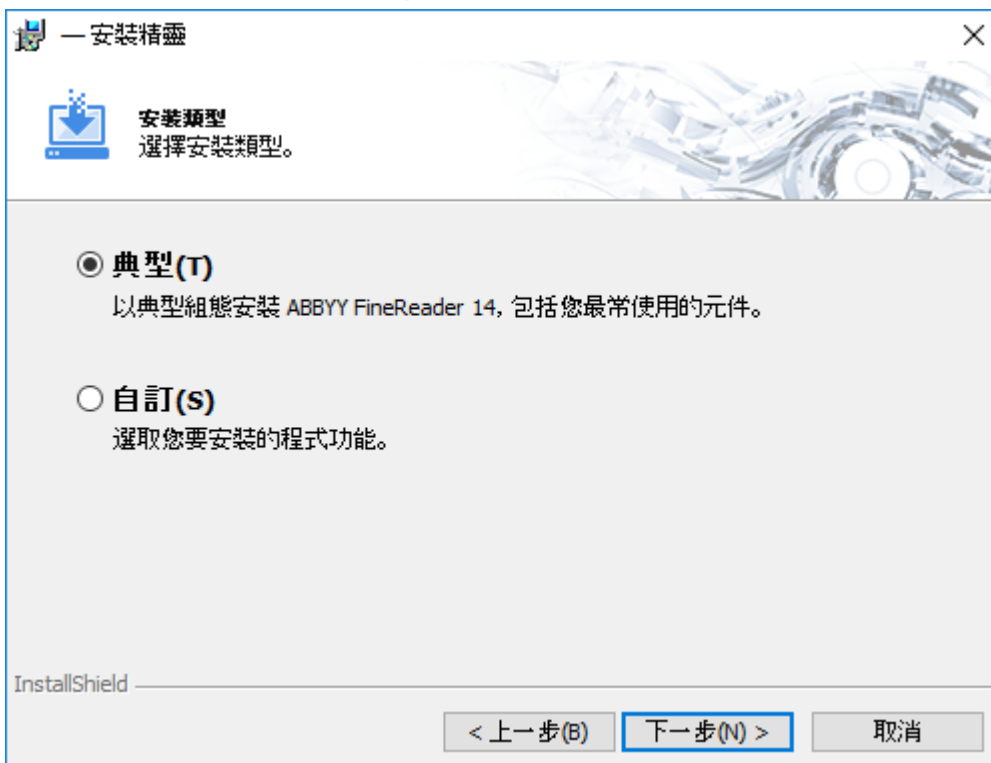 —安裝精靈
安裝類型
選擇安裝類型。
典型(T)
以典型組態安裝 ABBYY FineReader 14, 包括您最常使用的元件。
自訂(S)
選取您要安裝的程式功能。
InstallShield
< 上一步(B)
下一步(N) >
取消